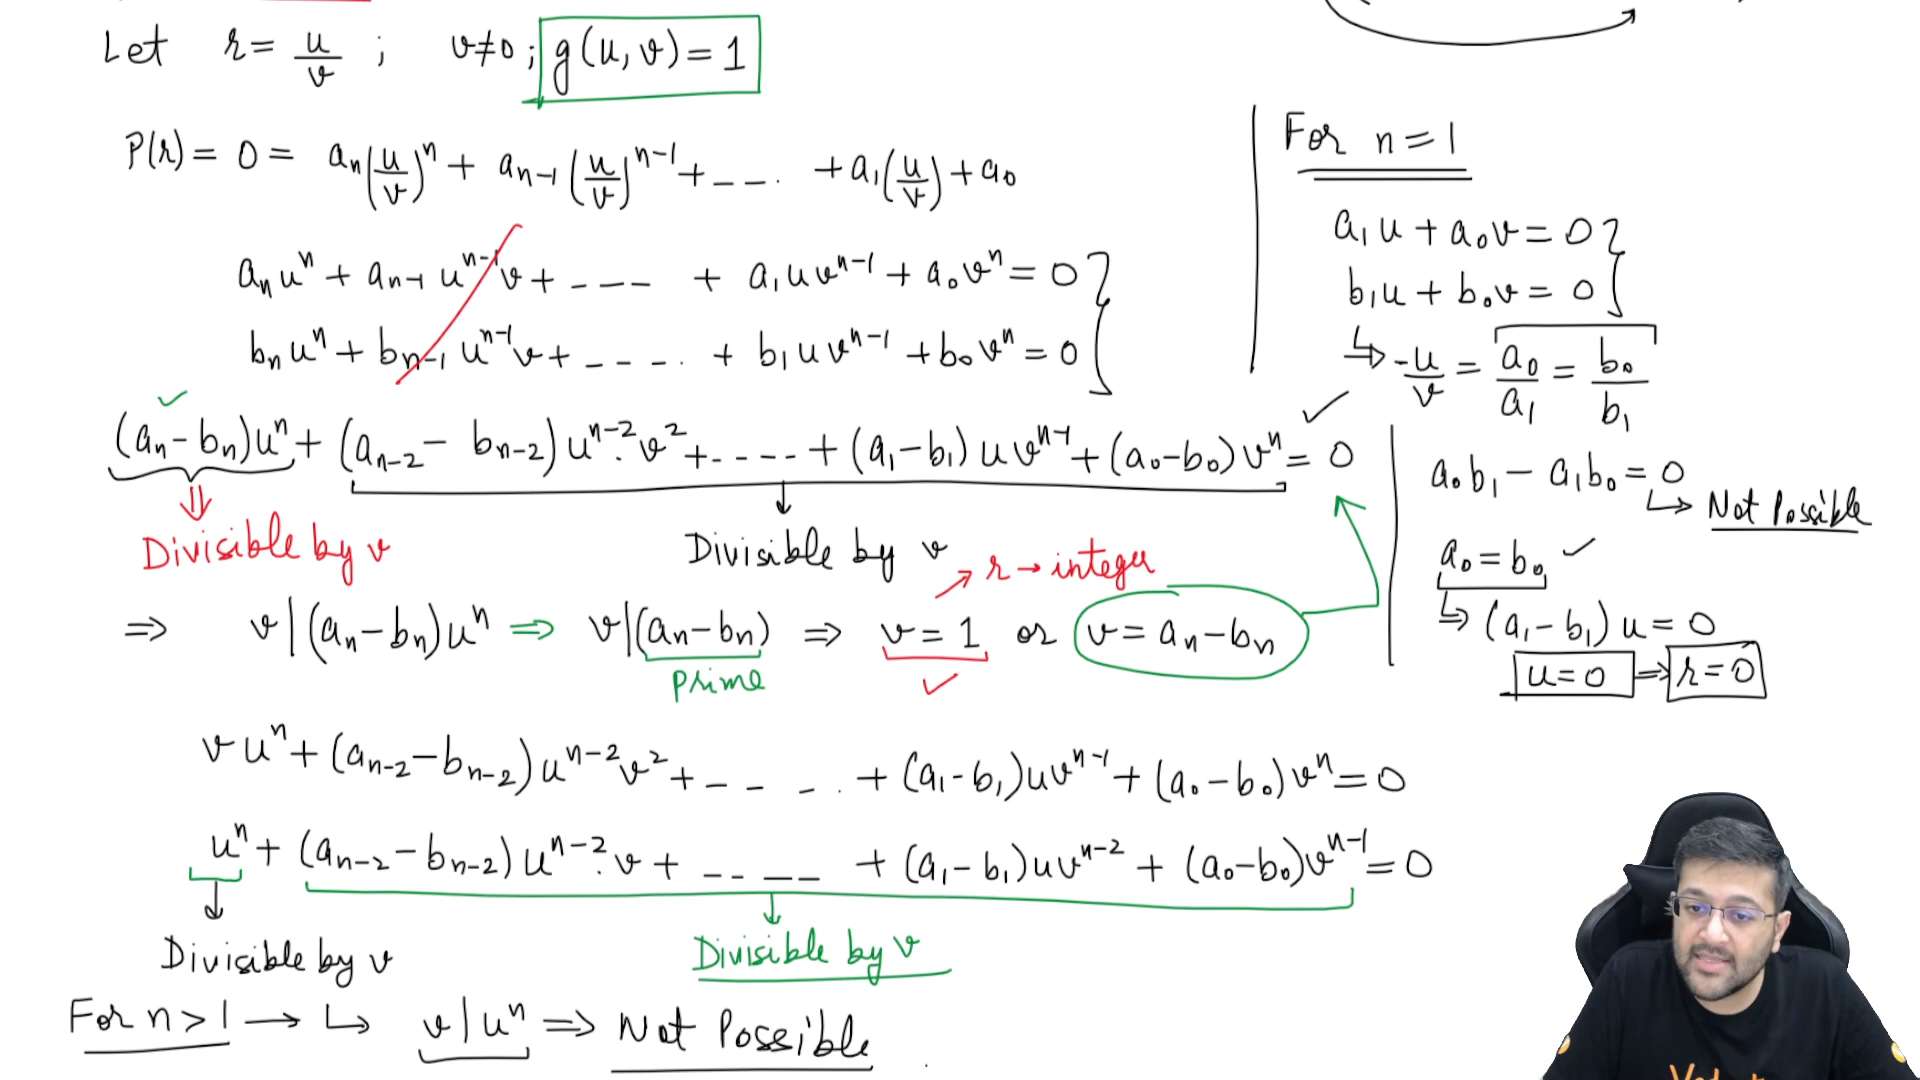 Let r = u/v ; v≠0 ; g(u, v) = 1
P(r) = 0 = aₙ(u/v)ⁿ + aₙ₋₁(u/v)ⁿ⁻¹ + --- . + a₁(u/v) + a₀
aₙuⁿ + aₙ₋₁uⁿ⁻¹v + ---- + a₁uvⁿ⁻¹ + a₀vⁿ = 0
bₙuⁿ + bₙ₋₁uⁿ⁻¹v + ---- . + b₁uvⁿ⁻¹ + b₀vⁿ = 0
(aₙ - bₙ)uⁿ + (aₙ₋₂ - bₙ₋₂)uⁿ⁻².v² + .---- + (a₁ - b₁)uvⁿ⁻¹ + (a₀ - b₀)vⁿ = 0 ✓
✓
⇓ ↓
Divisible by v Divisible by v
↗ r → integer
⇒ v|(aₙ - bₙ)uⁿ ⇒ v|(aₙ - bₙ) ⇒ v = 1 or v = aₙ - bₙ
prime ✓
vuⁿ + (aₙ₋₂ - bₙ₋₂)uⁿ⁻²v² + -- - . + (a₁ - b₁)uvⁿ⁻¹ + (a₀ - b₀)vⁿ = 0
uⁿ + (aₙ₋₂ - bₙ₋₂)uⁿ⁻².v + ---- + (a₁ - b₁)uvⁿ⁻² + (a₀ - b₀)vⁿ⁻¹ = 0
↓ ↓
Divisible by v Divisible by v
For n > 1 → ↳ v|uⁿ ⇒ Not Possible
For n = 1
a₁u + a₀v = 0
b₁u + b₀v = 0
↳ -u/v = a₀/a₁ = b₀/b₁
a₀b₁ - a₁b₀ = 0
↳ Not Possible
a₀ = b₀ ✓
↳ (a₁ - b₁)u = 0
u = 0 ⇒ r = 0